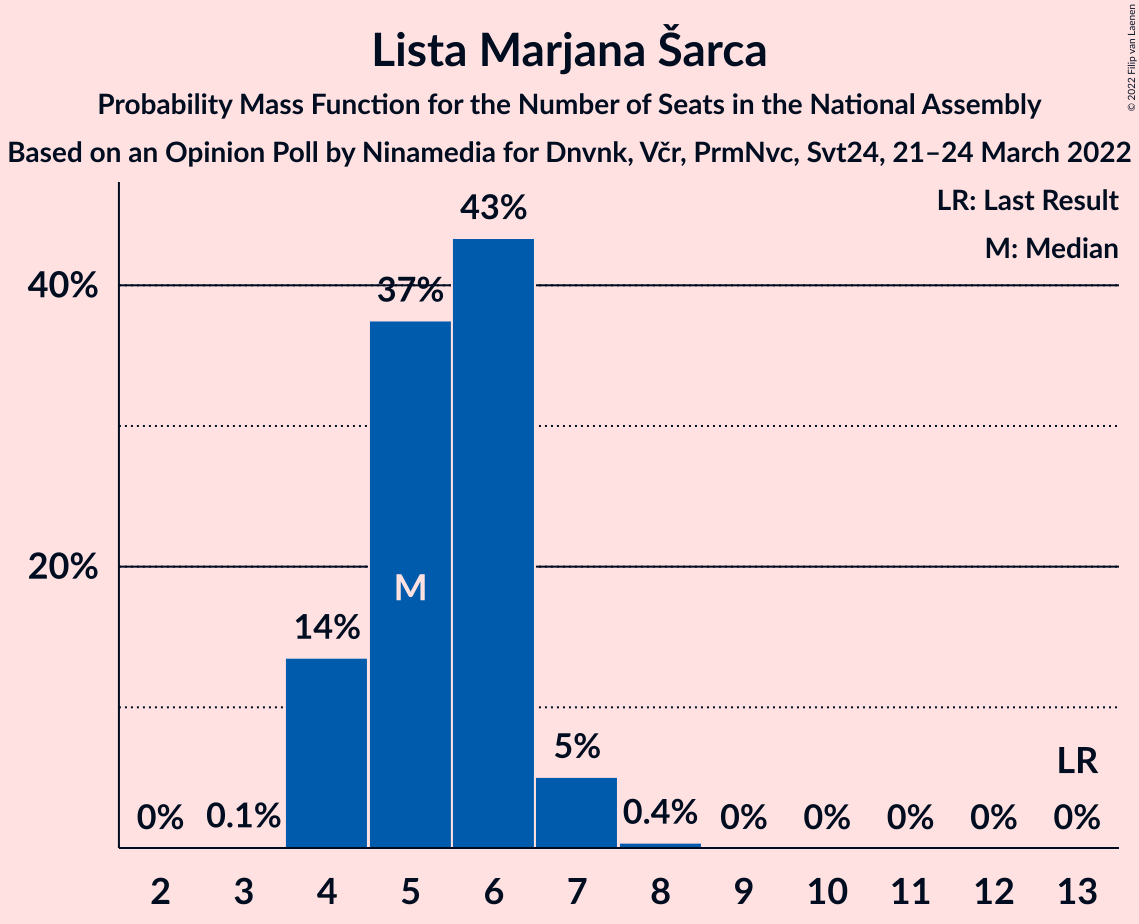 Lista Marjana Šarca
Probability Mass Function for the Number of Seats in the National Assembly
Based on an Opinion Poll by Ninamedia for Dnvnk, Včr, PrmNvc, Svt24, 21–24 March 2022
© 2022 Filip van Laenen
LR: Last Result
M: Median
40%
20%
0%
0.1%
14%
37%
43%
5%
0.4%
0%
0%
0%
0%
0%
M
LR
2 3 4 5 6 7 8 9 10 11 12 13